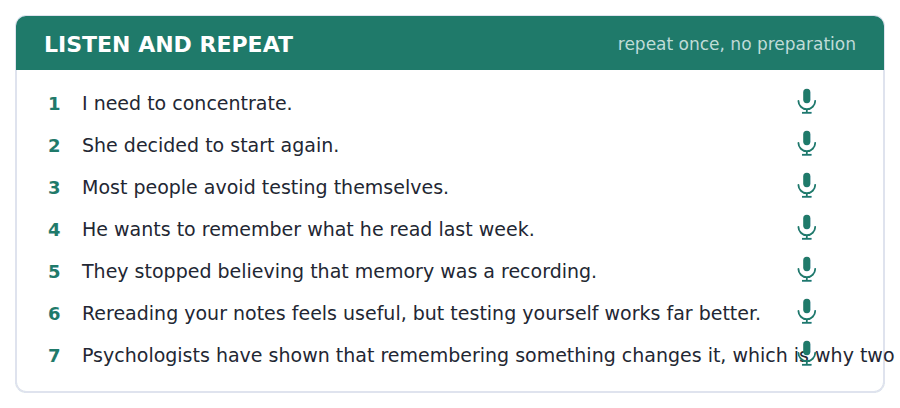 LISTEN AND REPEAT
repeat once, no preparation
1 I need to concentrate.
2 She decided to start again.
3 Most people avoid testing themselves.
4 He wants to remember what he read last week.
5 They stopped believing that memory was a recording.
6 Rereading your notes feels useful, but testing yourself works far better.
7 Psychologists have shown that remembering something changes it, which is why two